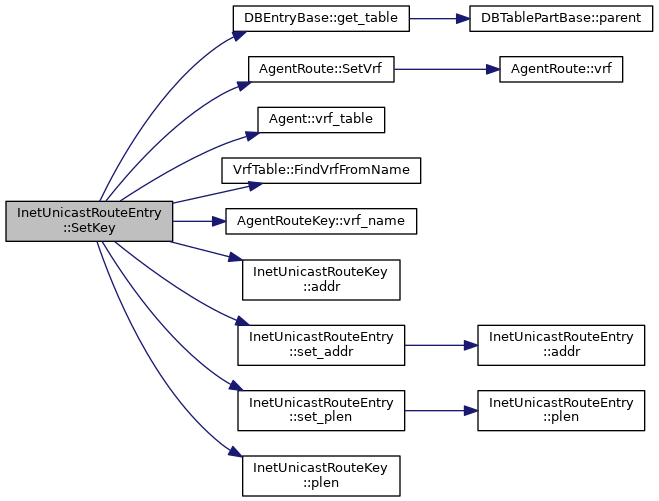 DBEntryBase::get_table
DBTablePartBase::parent
AgentRoute::SetVrf
AgentRoute::vrf
Agent::vrf_table
VrfTable::FindVrfFromName
InetUnicastRouteEntry
::SetKey
AgentRouteKey::vrf_name
InetUnicastRouteKey
::addr
InetUnicastRouteEntry
::set_addr
InetUnicastRouteEntry
::addr
InetUnicastRouteEntry
::set_plen
InetUnicastRouteEntry
::plen
InetUnicastRouteKey
::plen